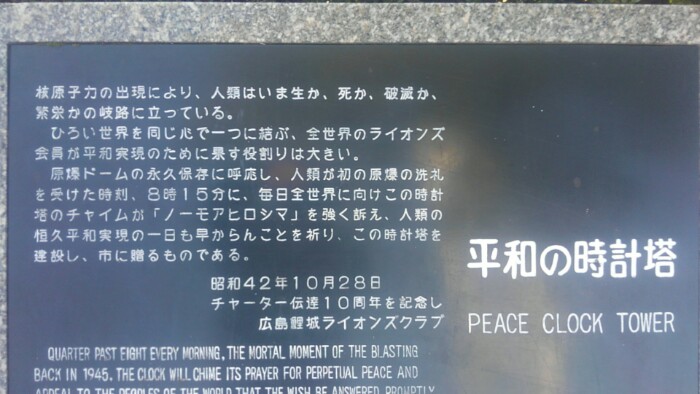 核原子力の出現により、人類はいま生か、死か、破滅か、
繁栄かの岐路に立っている。
ひろい世界を同じ心で一つに結ぶ、全世界のライオンズ
会員が平和実現のために果す役割りは大きい。
原爆ドームの永久保存に呼応し、人類が初の原爆の洗礼
を受けた時刻、8時15分に、毎日全世界に向けこの時計
塔のチャイムが「ノーモアヒロシマ」を強く訴え、人類の
恒久平和実現の一日も早からんことを祈り、この時計塔を
建設し、市に贈るものである。
昭和42年10月28日
チャーター伝達10周年を記念し
広島鯉城ライオンズクラブ
平和の時計塔
PEACE CLOCK TOWER
QUARTER PAST EIGHT EVERY MORNING, THE MORTAL MOMENT OF THE BLASTING
BACK IN 1945. THE CLOCK WILL CHIME ITS PRAYER FOR PERPETUAL PEACE AND
APPEAL TO THE PEOPLES OF THE WORLD THAT THE WISH BE ANSWERED PROMPTLY